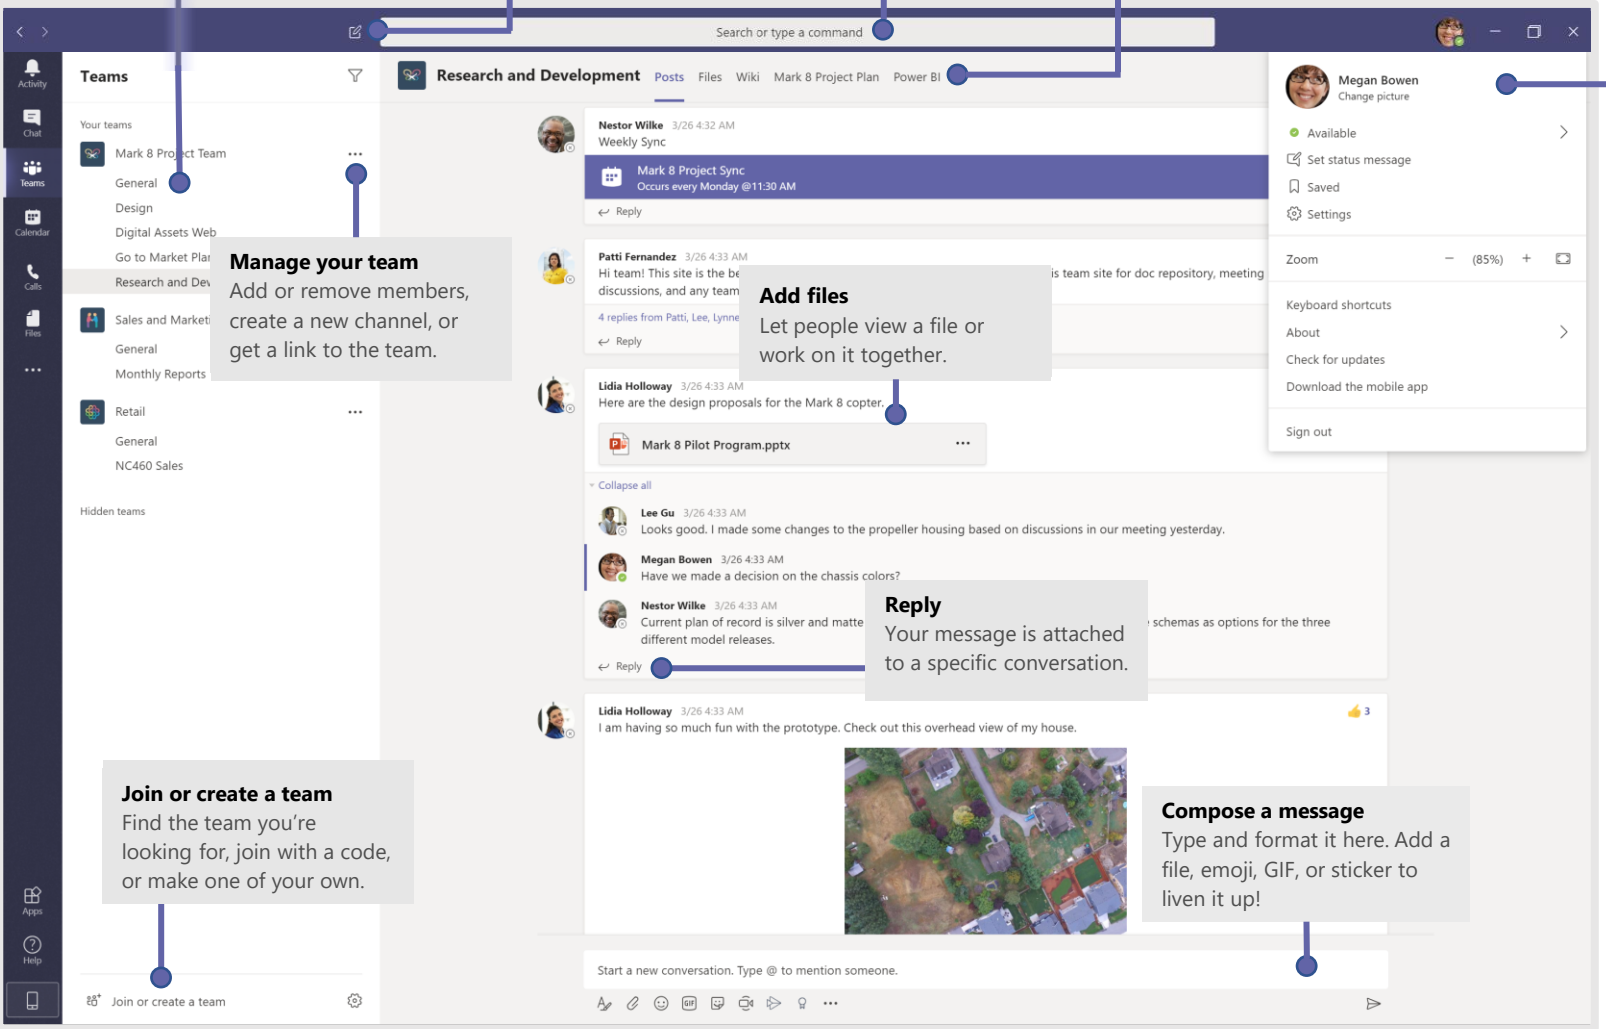 Search or type a command
Activity
Chat
Teams
Calendar
Calls
Files
Apps
Help
Teams
Your teams
Mark 8 Project Team
General
Design
Digital Assets Web
Go to Market Plan
Research and Dev
Sales and Marketi
General
Monthly Reports
Retail
General
NC460 Sales
Hidden teams
Manage your team
Add or remove members,
create a new channel, or
get a link to the team.
Join or create a team
Find the team you’re
looking for, join with a code,
or make one of your own.
Join or create a team
Research and Development Posts Files Wiki Mark 8 Project Plan Power BI
Nestor Wilke 3/26 4:32 AM
Weekly Sync
Mark 8 Project Sync
Occurs every Monday @11:30 AM
Reply
Patti Fernandez 3/26 4:33 AM
Hi team! This site is the be is team site for doc repository, meeting
discussions, and any team
4 replies from Patti, Lee, Lynne
Reply
Add files
Let people view a file or
work on it together.
Lidia Holloway 3/26 4:33 AM
Here are the design proposals for the Mark 8 copter.
Mark 8 Pilot Program.pptx
Collapse all
Lee Gu 3/26 4:33 AM
Looks good. I made some changes to the propeller housing based on discussions in our meeting yesterday.
Megan Bowen 3/26 4:33 AM
Have we made a decision on the chassis colors?
Nestor Wilke 3/26 4:33 AM
Current plan of record is silver and matte schemas as options for the three
different model releases.
Reply
Reply
Your message is attached
to a specific conversation.
Lidia Holloway 3/26 4:33 AM
3
I am having so much fun with the prototype. Check out this overhead view of my house.
Compose a message
Type and format it here. Add a
file, emoji, GIF, or sticker to
liven it up!
Start a new conversation. Type @ to mention someone.
GIF
Megan Bowen
Change picture
Available
Set status message
Saved
Settings
Zoom − (85%) +
Keyboard shortcuts
About
Check for updates
Download the mobile app
Sign out